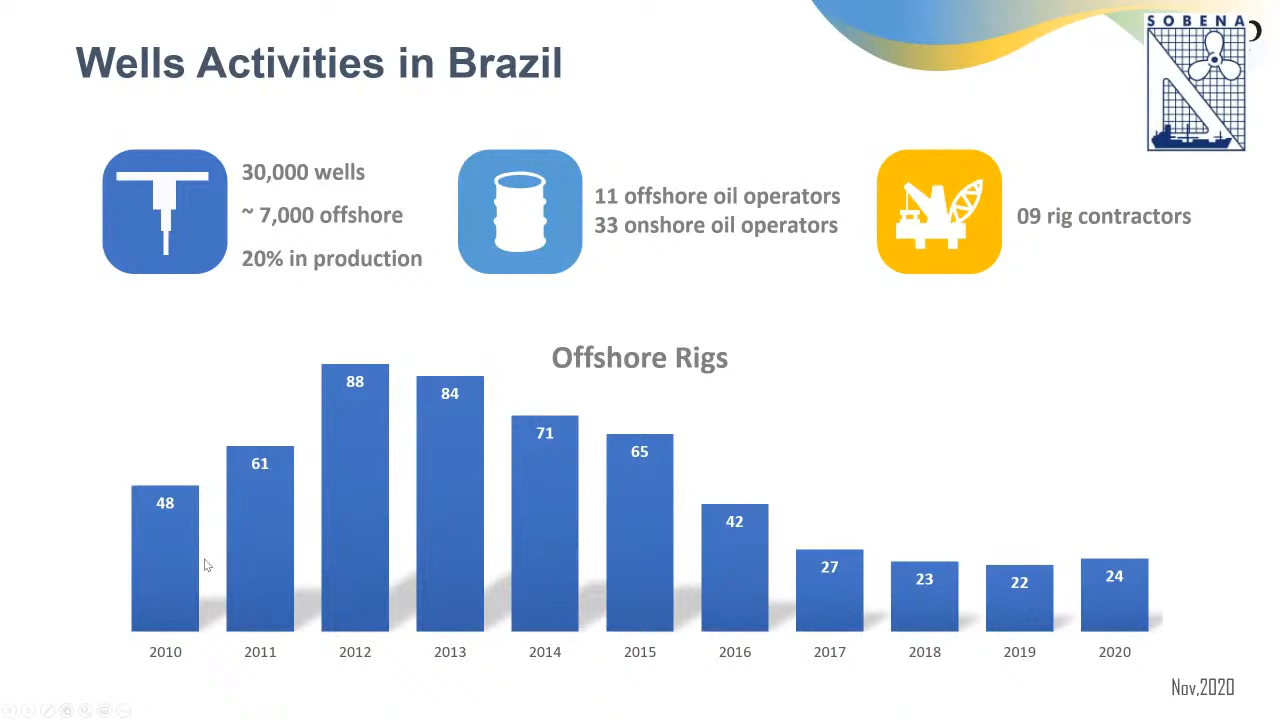 Wells Activities in Brazil
SOBENA
30,000 wells
~ 7,000 offshore
20% in production
11 offshore oil operators
33 onshore oil operators
09 rig contractors
Offshore Rigs
48
61
88
84
71
65
42
27
23
22
24
2010
2011
2012
2013
2014
2015
2016
2017
2018
2019
2020
Nov,2020